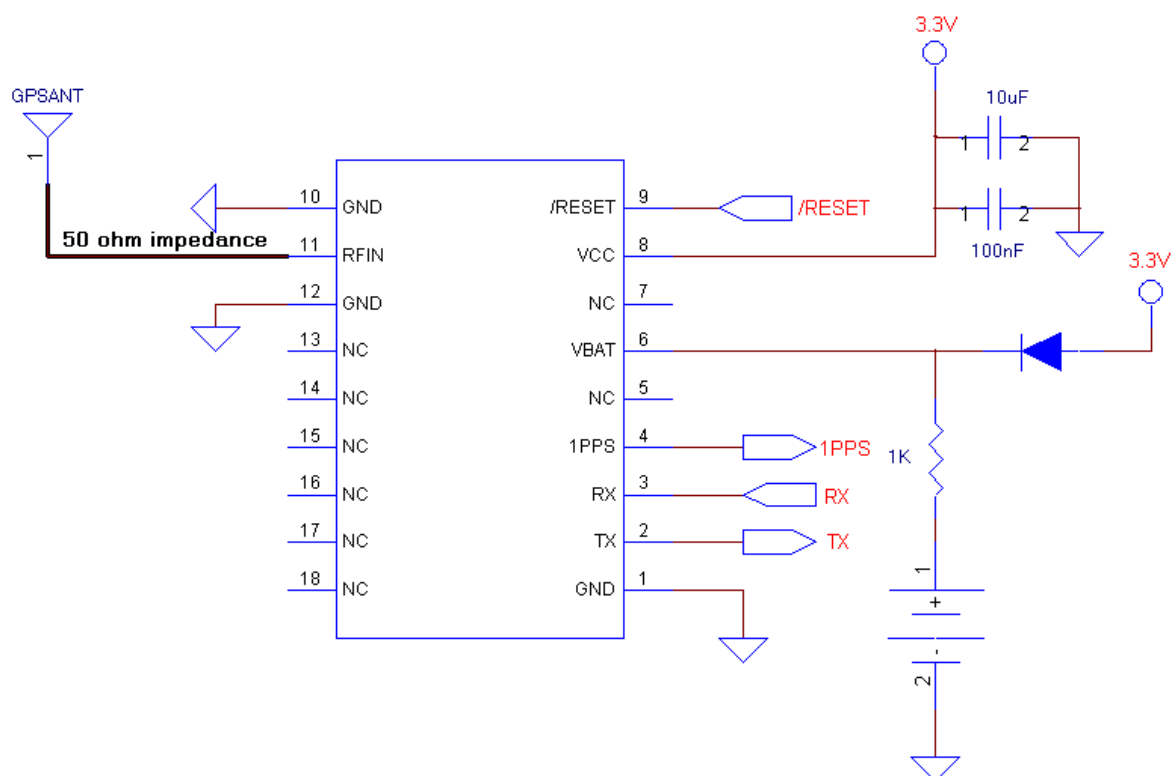 3.3V
GPSANT
10uF
1
1 2
10 GND
/RESET 9
/RESET
1 2
50 ohm impedance
11 RFIN
VCC 8
100nF
3.3V
12 GND
NC 7
13 NC
VBAT 6
14 NC
NC 5
15 NC
1PPS 4
1PPS
1K
16 NC
RX 3
RX
17 NC
TX 2
TX
18 NC
GND 1
1
+
-
2